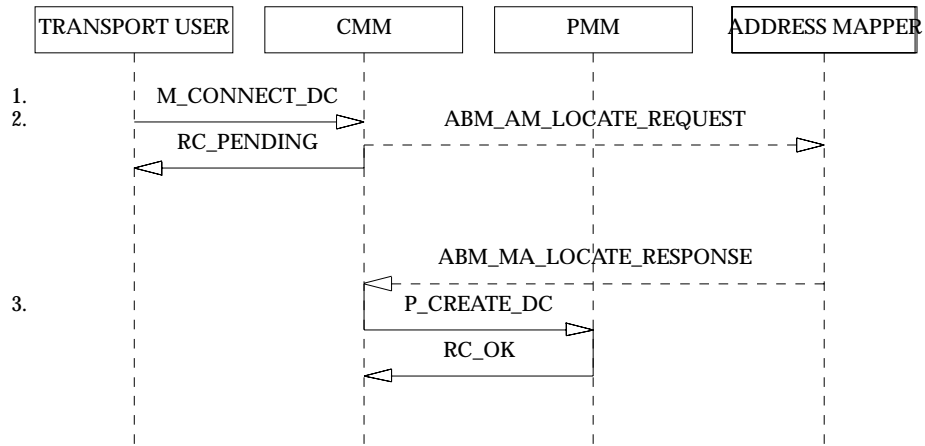 TRANSPORT USER CMM PMM ADDRESS MAPPER
1. M_CONNECT_DC
2. ABM_AM_LOCATE_REQUEST
RC_PENDING
ABM_MA_LOCATE_RESPONSE
3. P_CREATE_DC
RC_OK